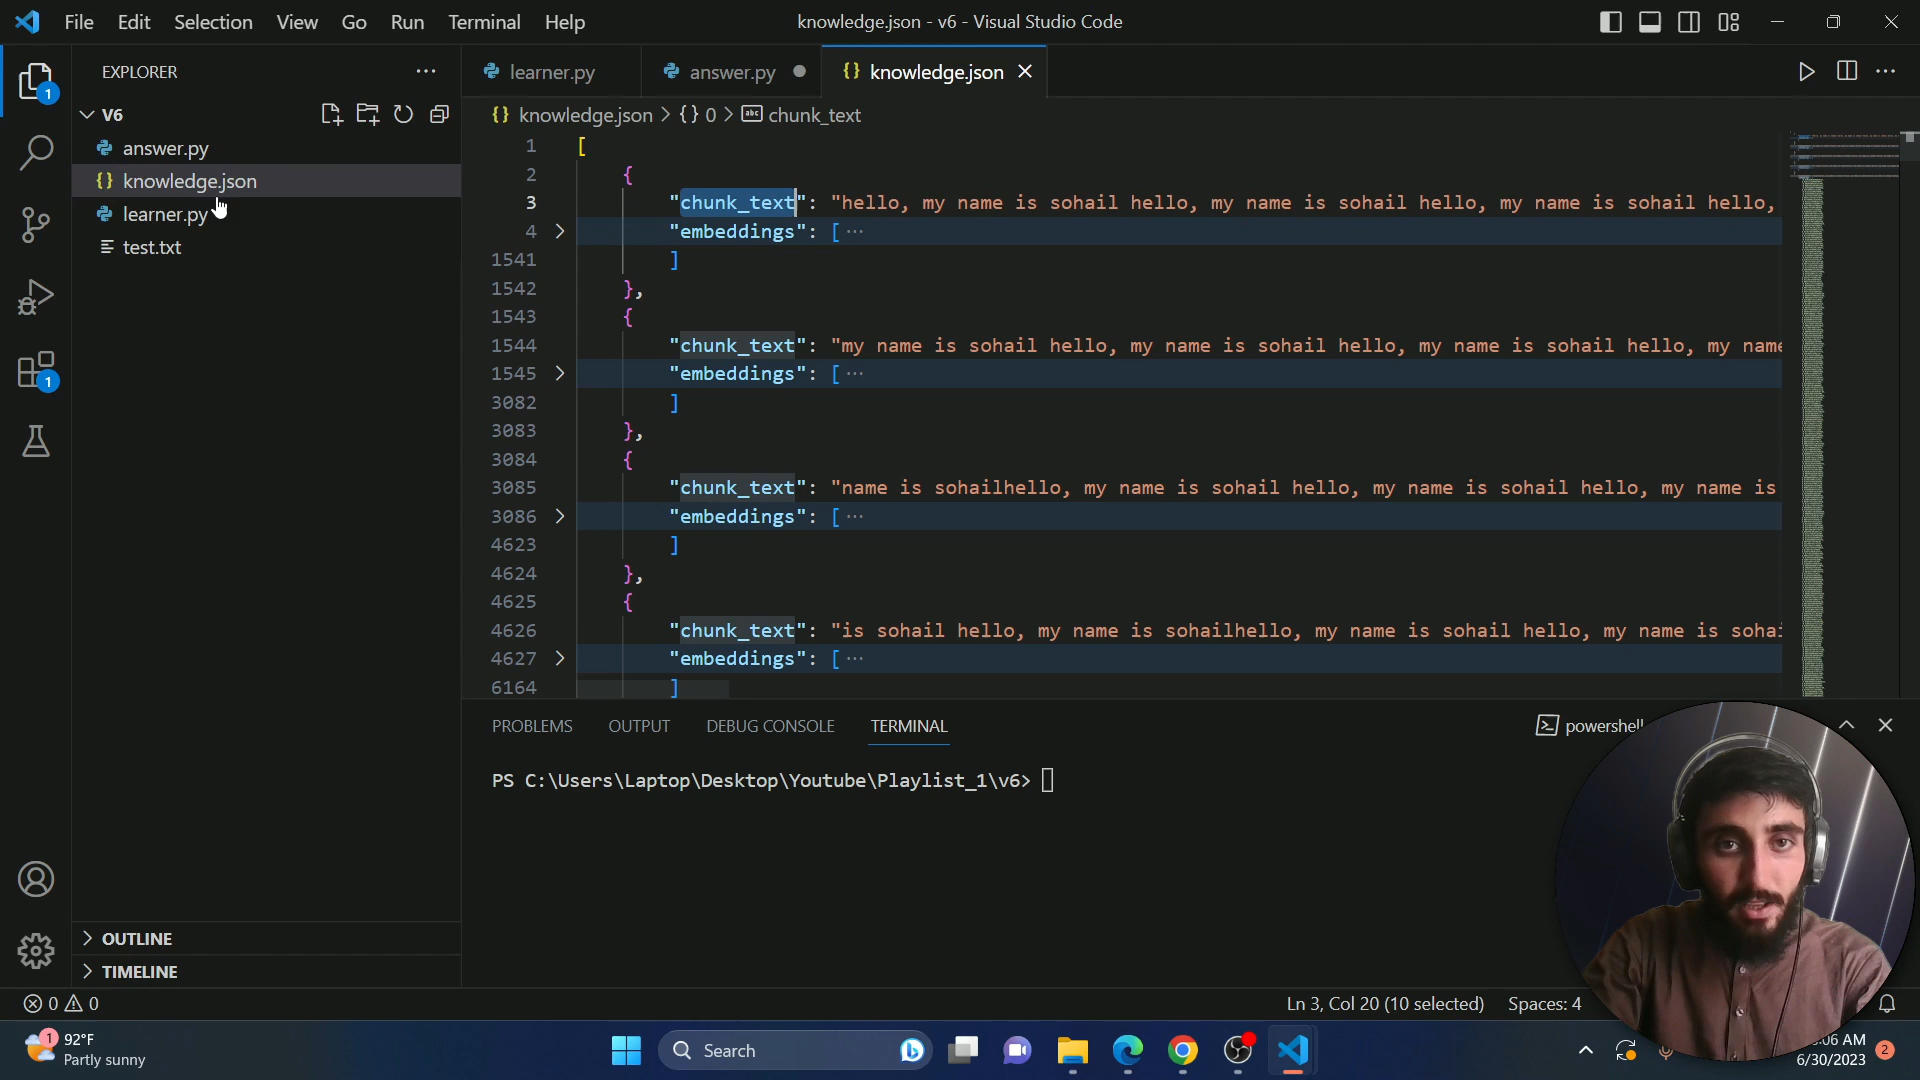 File Edit Selection View Go Run Terminal Help
knowledge.json - v6 - Visual Studio Code
EXPLORER
learner.py
answer.py
{} knowledge.json
V6
{} knowledge.json > {} 0 > abc chunk_text
answer.py
{} knowledge.json
learner.py
test.txt
1 [
2 {
3 "chunk_text": "hello, my name is sohail hello, my name is sohail hello, my name is sohail hello,
4 "embeddings": [ ...
1541 ]
1542 },
1543 {
1544 "chunk_text": "my name is sohail hello, my name is sohail hello, my name is sohail hello, my name
1545 "embeddings": [ ...
3082 ]
3083 },
3084 {
3085 "chunk_text": "name is sohailhello, my name is sohail hello, my name is sohail hello, my name is
3086 "embeddings": [ ...
4623 ]
4624 },
4625 {
4626 "chunk_text": "is sohail hello, my name is sohailhello, my name is sohail hello, my name is sohai
4627 "embeddings": [ ...
6164 ]
1
1
PROBLEMS OUTPUT DEBUG CONSOLE TERMINAL
powershell
PS C:\Users\Laptop\Desktop\Youtube\Playlist_1\v6>
OUTLINE
TIMELINE
0 0
Ln 3, Col 20 (10 selected) Spaces: 4
1
92°F
Partly sunny
Search
:06 AM
6/30/2023
2